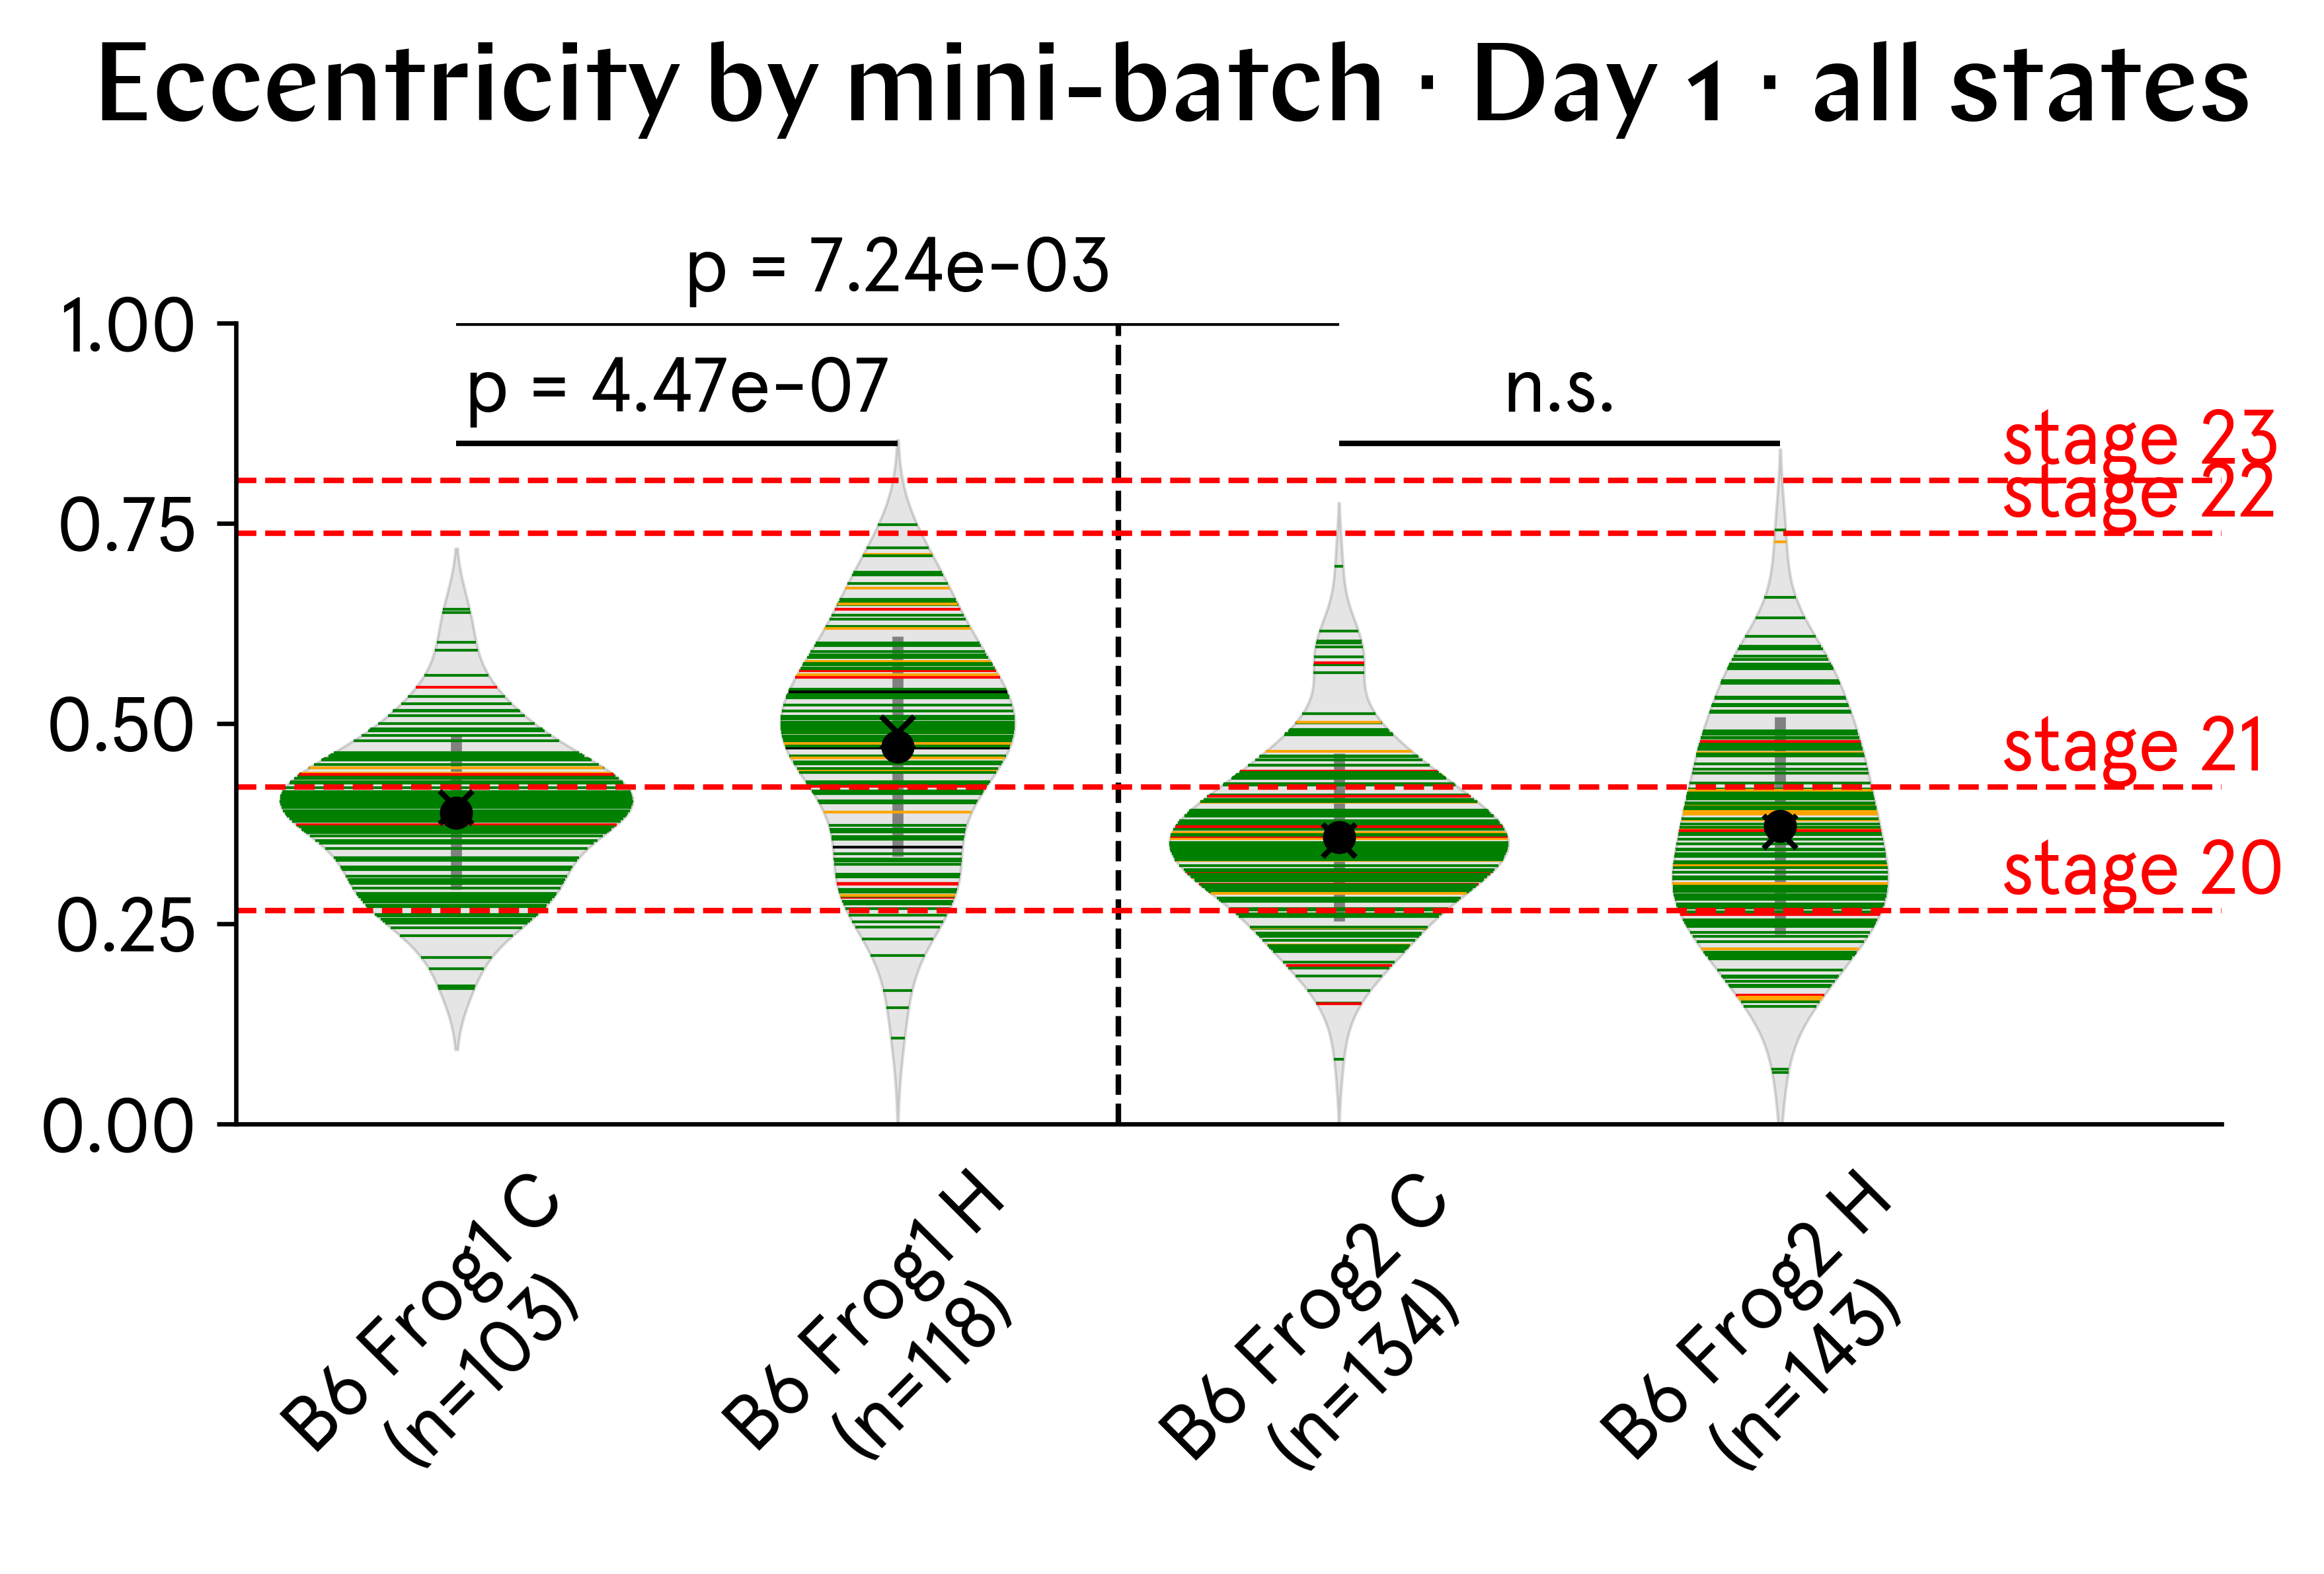 Eccentricity by mini-batch · Day 1 · all states
p = 7.24e-03
1.00
p = 4.47e-07
n.s.
stage 23
stage 22
0.75
0.50
stage 21
stage 20
0.25
0.00
B6 Frog1 C
(n=103)
B6 Frog1 H
(n=118)
B6 Frog2 C
(n=134)
B6 Frog2 H
(n=143)